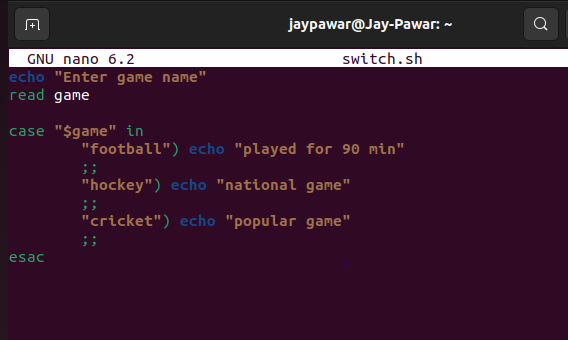 jaypawar@Jay-Pawar: ~
GNU nano 6.2 switch.sh
echo "Enter game name"
read game
case "$game" in
"football") echo "played for 90 min"
;;
"hockey") echo "national game"
;;
"cricket") echo "popular game"
;;
esac